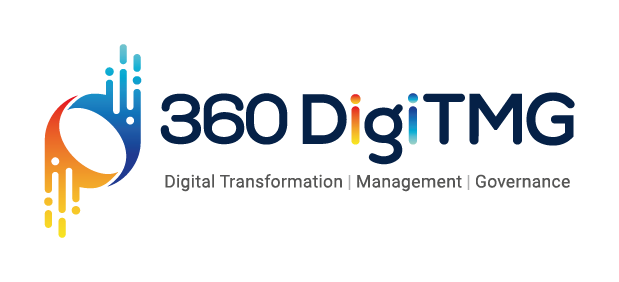 360 DigiTMG
Digital Transformation | Management | Governance